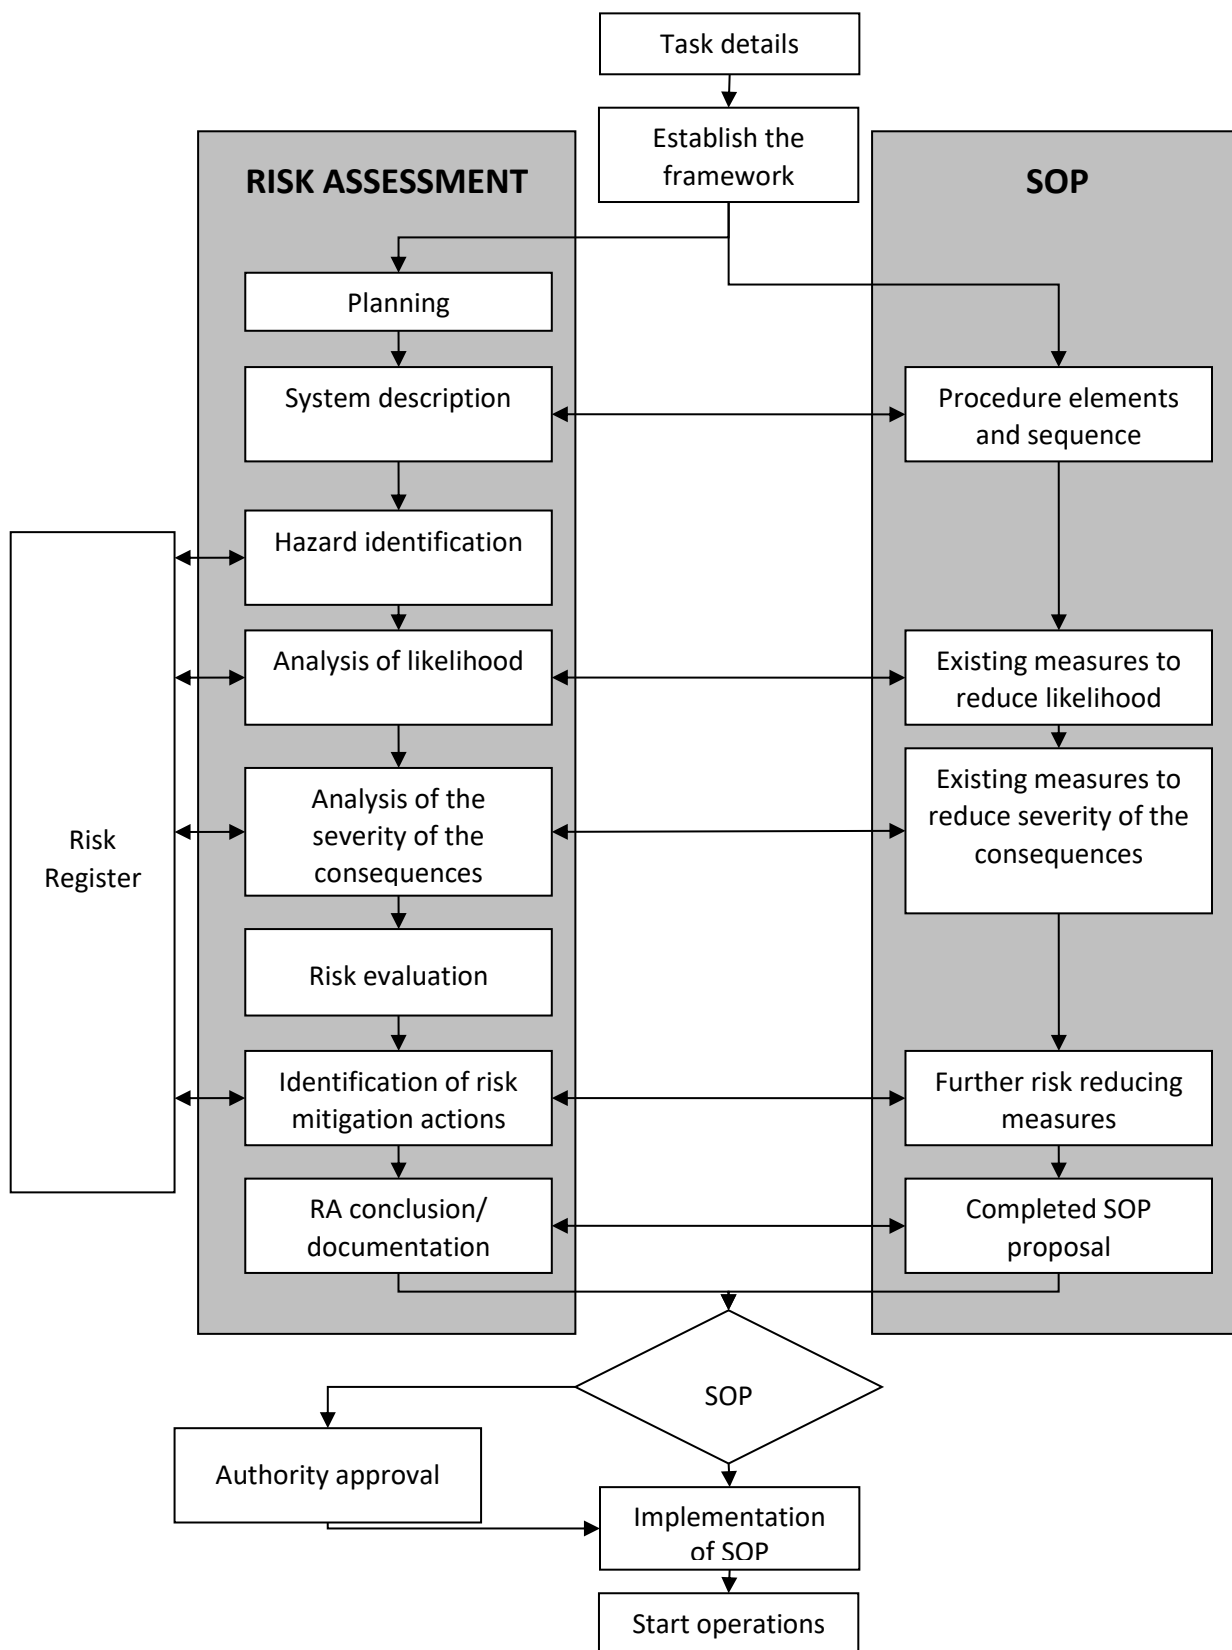 Task details
Establish the
framework
RISK ASSESSMENT
SOP
Planning
System description
Procedure elements
and sequence
Hazard identification
Analysis of likelihood
Existing measures to
reduce likelihood
Analysis of the
severity of the
consequences
Existing measures to
reduce severity of the
consequences
Risk
Register
Risk evaluation
Identification of risk
mitigation actions
Further risk reducing
measures
RA conclusion/
documentation
Completed SOP
proposal
SOP
Authority approval
Implementation
of SOP
Start operations